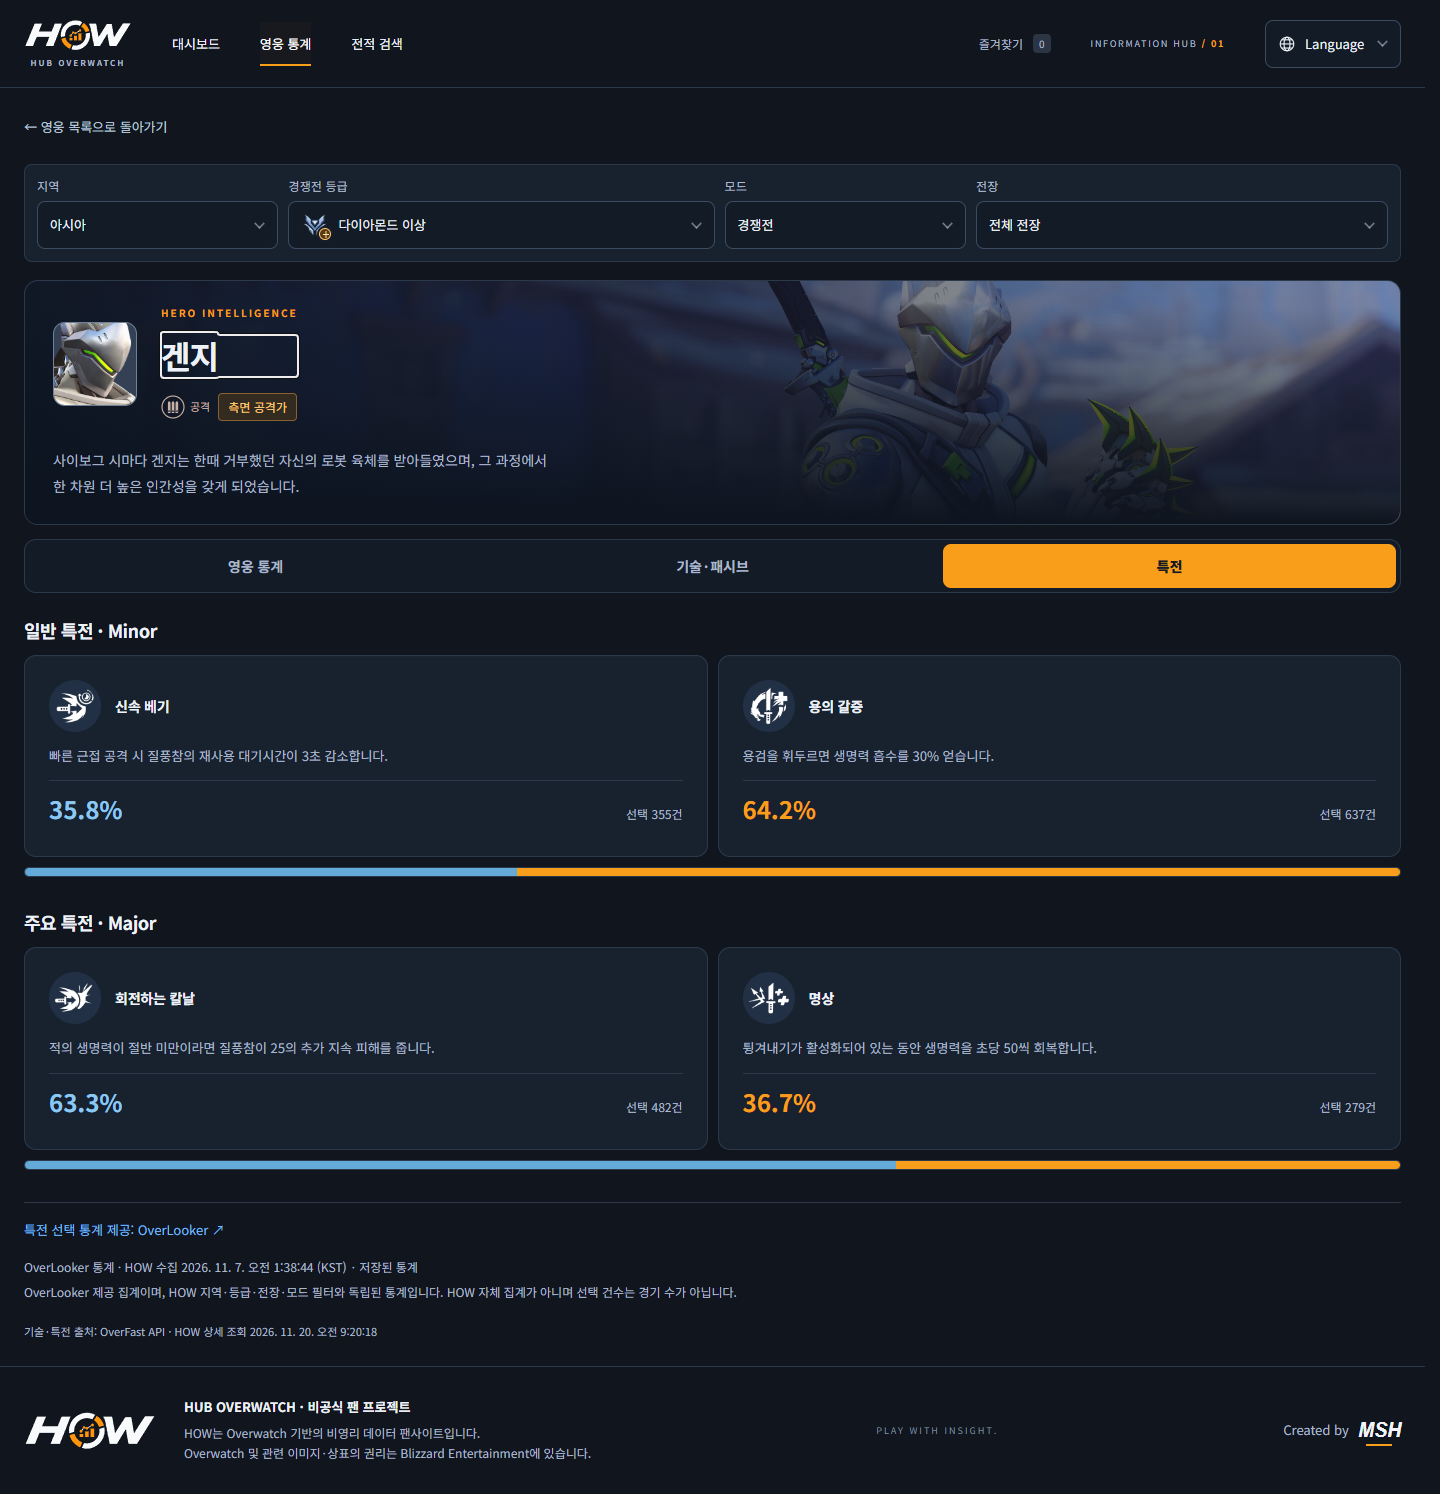 HOW
HUB OVERWATCH
대시보드
영웅 통계
전적 검색
즐겨찾기 0
INFORMATION HUB / 01
Language
← 영웅 목록으로 돌아가기
지역
경쟁전 등급
모드
전장
아시아
다이아몬드 이상
경쟁전
전체 전장
HERO INTELLIGENCE
겐지
공격
측면 공격가
사이보그 시마다 겐지는 한때 거부했던 자신의 로봇 육체를 받아들였으며, 그 과정에서
한 차원 더 높은 인간성을 갖게 되었습니다.
영웅 통계
기술·패시브
특전
일반 특전 · Minor
신속 베기
빠른 근접 공격 시 질풍참의 재사용 대기시간이 3초 감소합니다.
35.8%
선택 355건
용의 갈증
용검을 휘두르면 생명력 흡수를 30% 얻습니다.
64.2%
선택 637건
주요 특전 · Major
회전하는 칼날
적의 생명력이 절반 미만이라면 질풍참이 25의 추가 지속 피해를 줍니다.
63.3%
선택 482건
명상
튕겨내기가 활성화되어 있는 동안 생명력을 초당 50씩 회복합니다.
36.7%
선택 279건
특전 선택 통계 제공: OverLooker ↗
OverLooker 통계 · HOW 수집 2026. 11. 7. 오전 1:38:44 (KST) · 저장된 통계
OverLooker 제공 집계이며, HOW 지역·등급·전장·모드 필터와 독립된 통계입니다. HOW 자체 집계가 아니며 선택 건수는 경기 수가 아닙니다.
기술·특전 출처: OverFast API · HOW 상세 조회 2026. 11. 20. 오전 9:20:18
HOW
HUB OVERWATCH · 비공식 팬 프로젝트
HOW는 Overwatch 기반의 비영리 데이터 팬사이트입니다.
Overwatch 및 관련 이미지·상표의 권리는 Blizzard Entertainment에 있습니다.
PLAY WITH INSIGHT.
Created by MSH